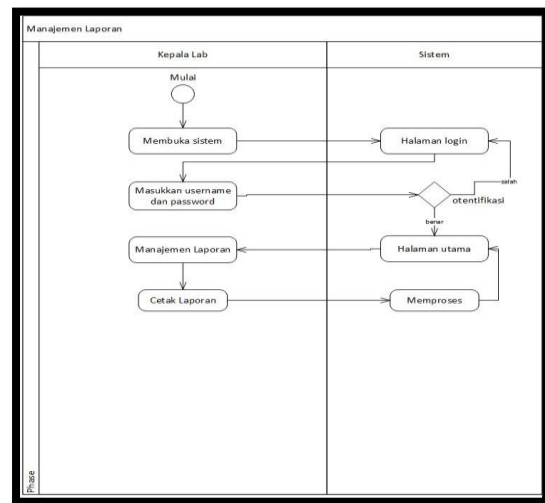 Manajemen Laporan
Kepala Lab
Sistem
Mulai
Membuka sistem
Halaman login
Masukkan username
dan password
salah
otentifikasi
benar
Manajemen Laporan
Halaman utama
Cetak Laporan
Memproses
Phase